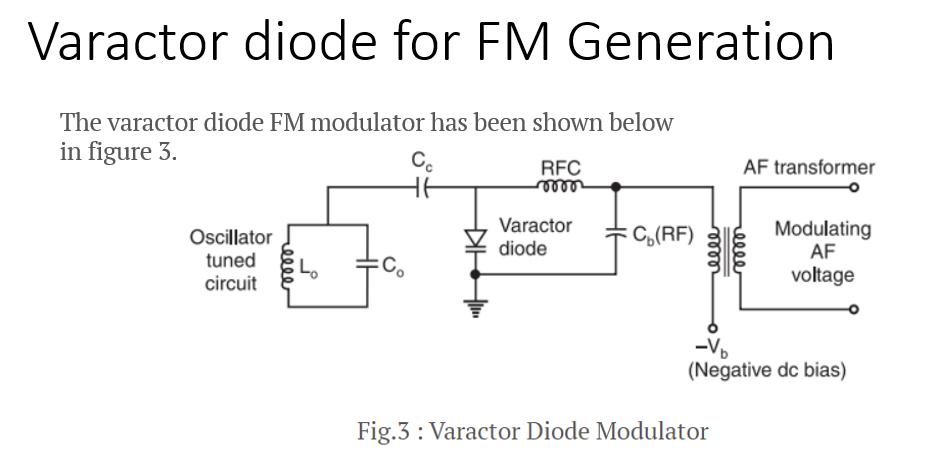 Varactor diode for FM Generation
The varactor diode FM modulator has been shown below
in figure 3.
Cc
RFC
AF transformer
Oscillator
tuned
circuit
Lo
Co
Varactor
diode
Cb(RF)
Modulating
AF
voltage
–Vb
(Negative dc bias)
Fig.3 : Varactor Diode Modulator